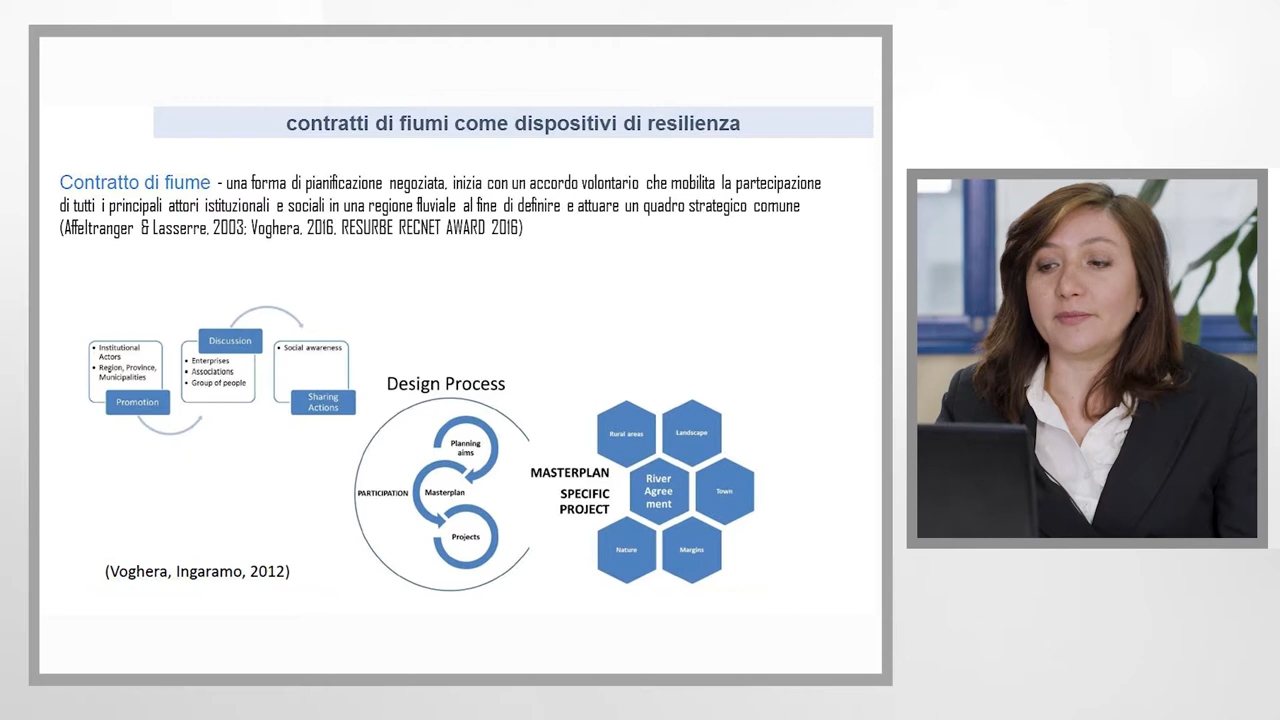 contratti di fiumi come dispositivi di resilienza
Contratto di fiume - una forma di pianificazione negoziata, inizia con un accordo volontario che mobilita la partecipazione
di tutti i principali attori istituzionali e sociali in una regione fluviale al fine di definire e attuare un quadro strategico comune
(Affeltranger & Lasserre, 2003; Voghera, 2016, RESURBE RECNET AWARD 2016)
• Institutional
Actors
• Region, Province,
Municipalities
Promotion
Discussion
• Enterprises
• Associations
• Group of people
• Social awareness
Sharing
Actions
Design Process
Planning
aims
PARTICIPATION
Masterplan
Projects
MASTERPLAN
SPECIFIC
PROJECT
Rural areas
Landscape
River
Agree
ment
Town
Nature
Margins
(Voghera, Ingaramo, 2012)